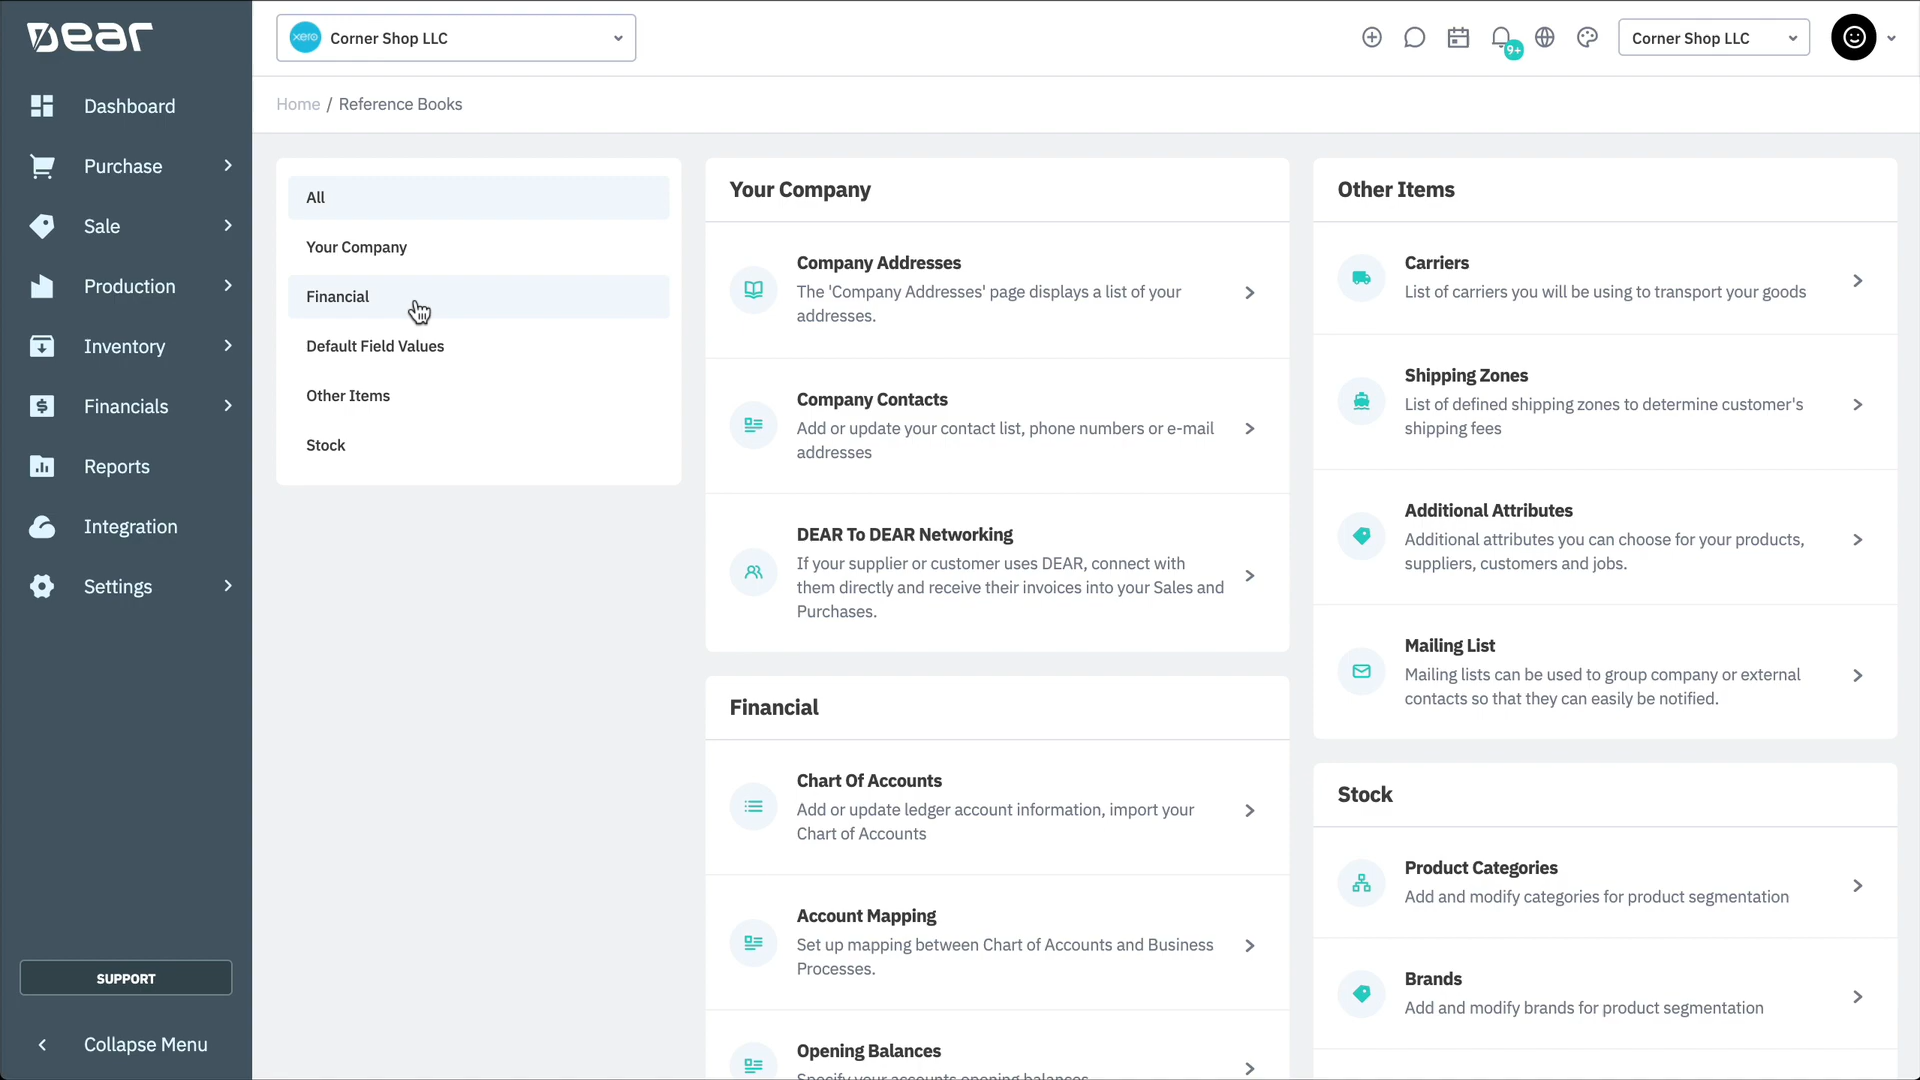 DEAR
Dashboard
Purchase
Sale
Production
Inventory
Financials
Reports
Integration
Settings
SUPPORT
Collapse Menu
xero
Corner Shop LLC
9+
Corner Shop LLC
Home / Reference Books
All
Your Company
Financial
Default Field Values
Other Items
Stock
Your Company
Company Addresses
The 'Company Addresses' page displays a list of your
addresses.
Company Contacts
Add or update your contact list, phone numbers or e-mail
addresses
DEAR To DEAR Networking
If your supplier or customer uses DEAR, connect with
them directly and receive their invoices into your Sales and
Purchases.
Financial
Chart Of Accounts
Add or update ledger account information, import your
Chart of Accounts
Account Mapping
Set up mapping between Chart of Accounts and Business
Processes.
Opening Balances
Specify your accounts opening balances
Other Items
Carriers
List of carriers you will be using to transport your goods
Shipping Zones
List of defined shipping zones to determine customer's
shipping fees
Additional Attributes
Additional attributes you can choose for your products,
suppliers, customers and jobs.
Mailing List
Mailing lists can be used to group company or external
contacts so that they can easily be notified.
Stock
Product Categories
Add and modify categories for product segmentation
Brands
Add and modify brands for product segmentation